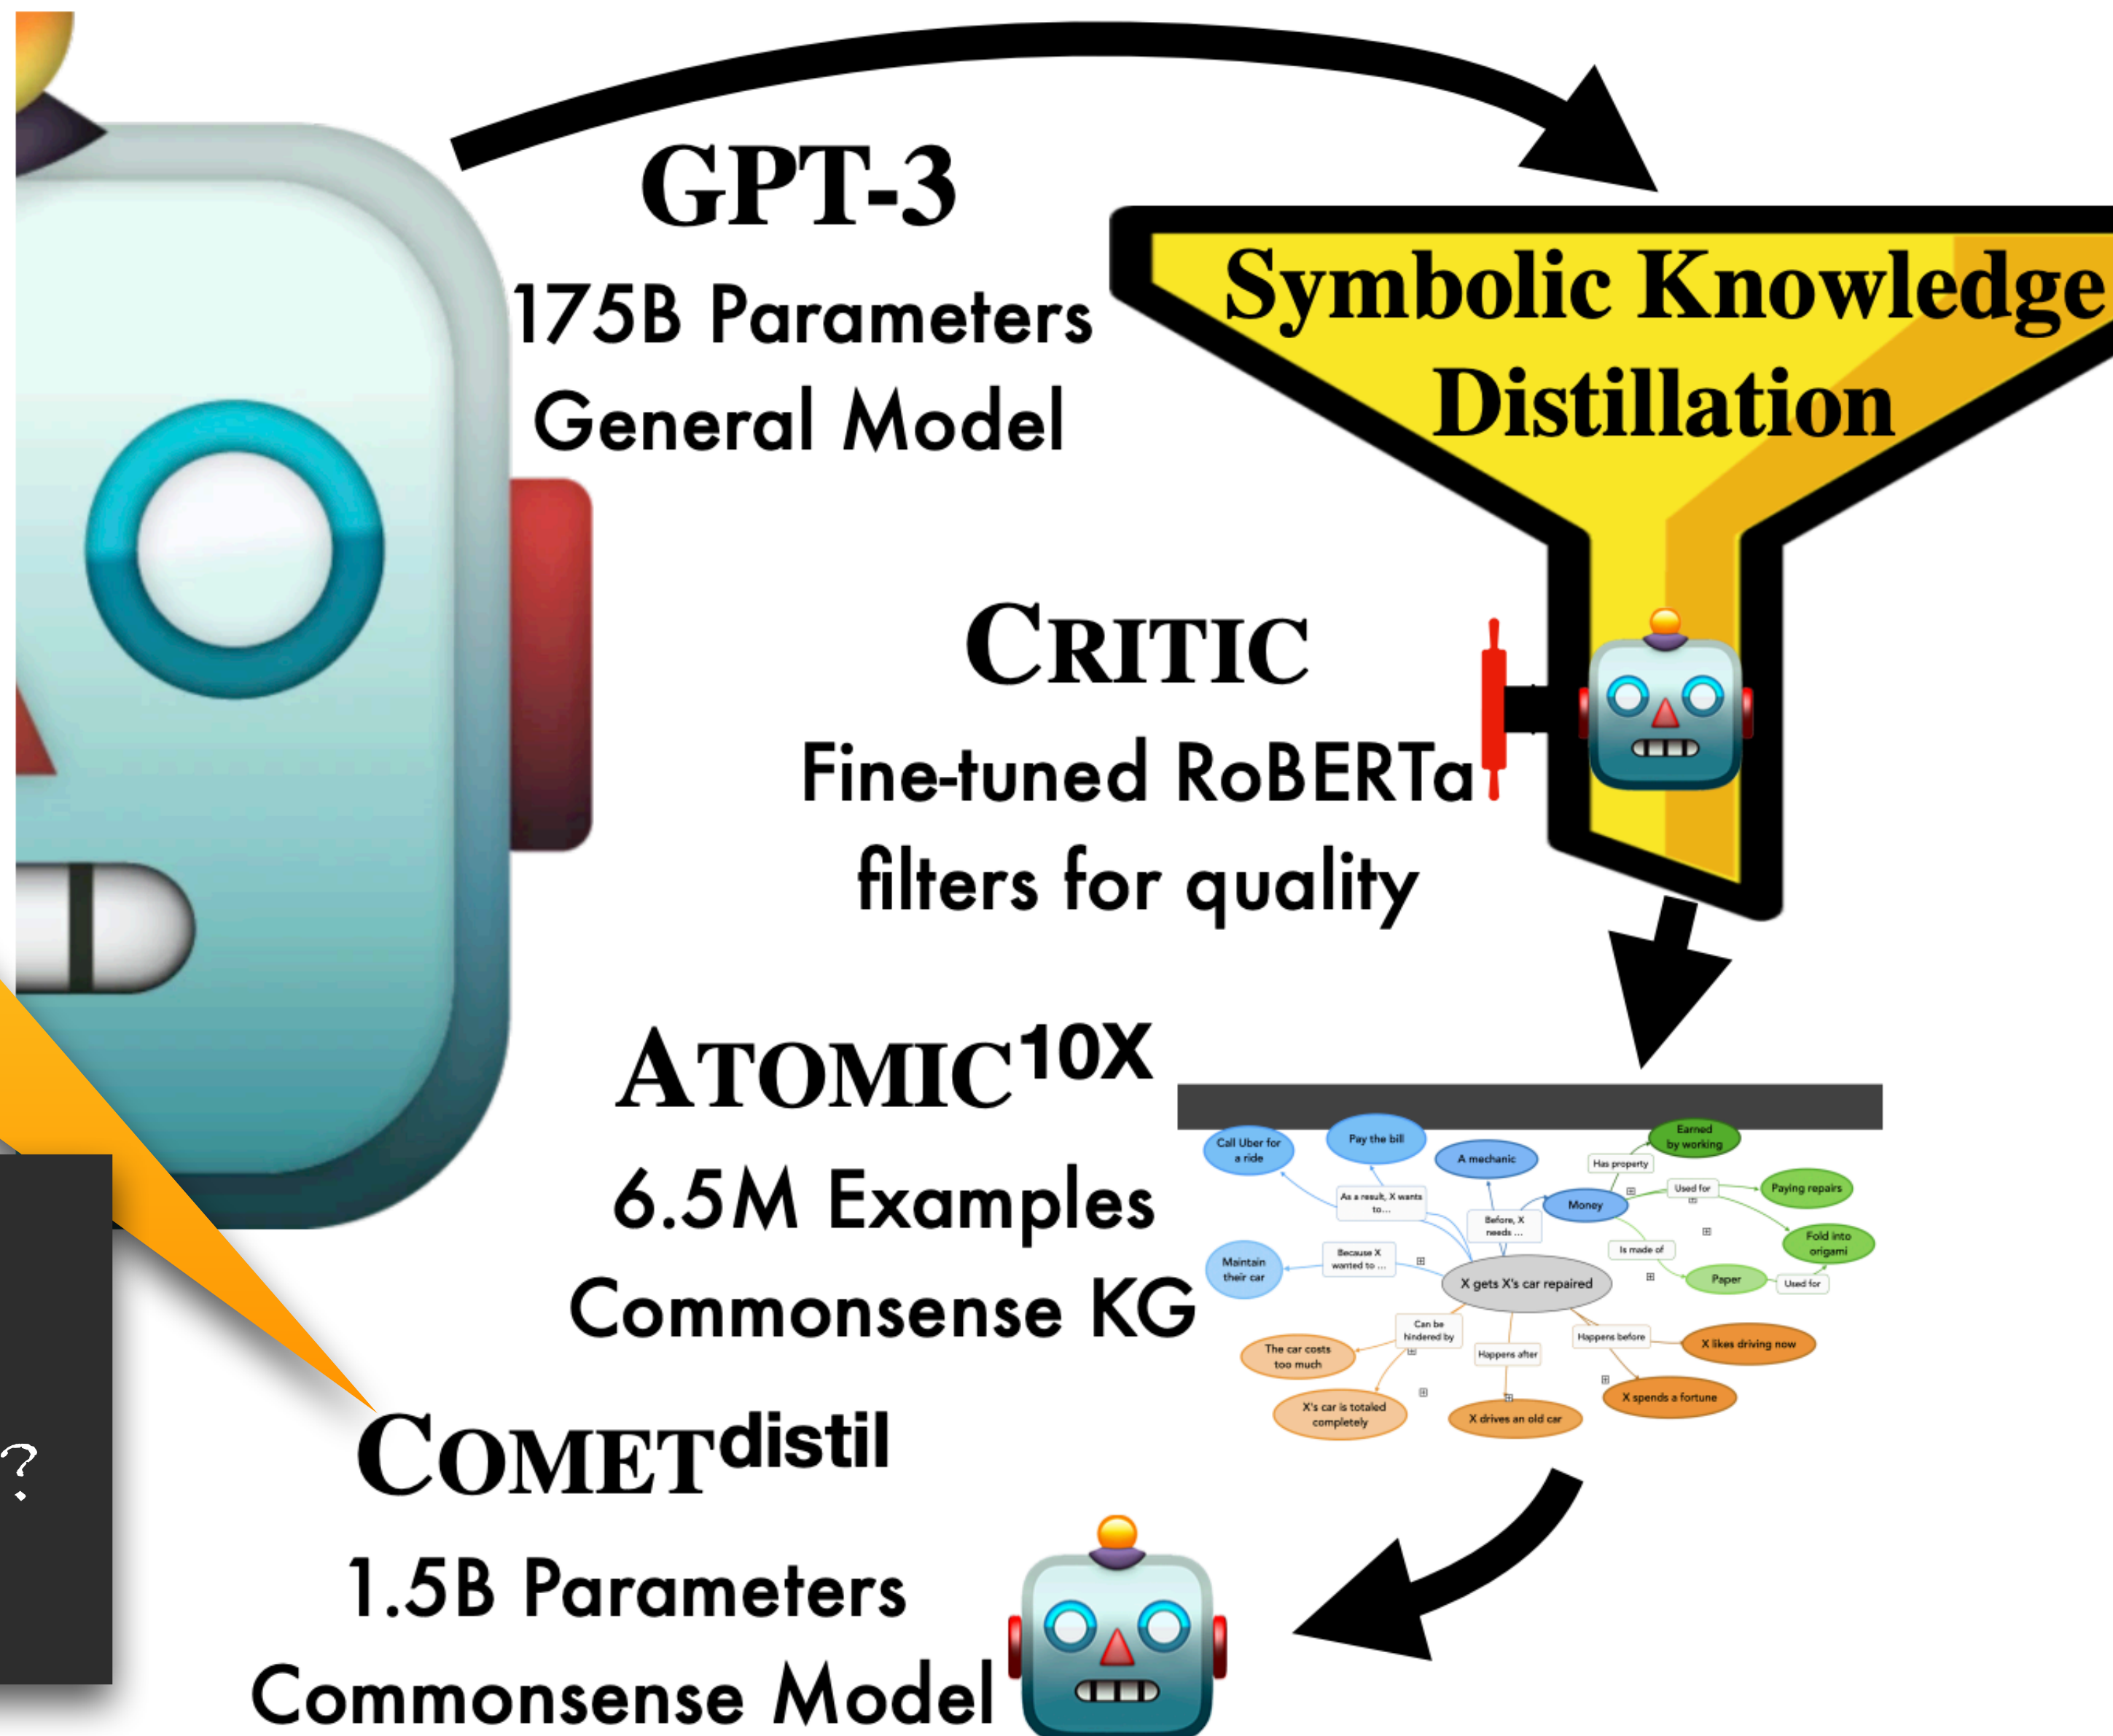 GPT-3
175B Parameters
General Model
Symbolic Knowledge
Distillation
CRITIC
Fine-tuned RoBERTa
filters for quality
ATOMIC10X
6.5M Examples
Commonsense KG
Call Uber for
a ride
Pay the bill
A mechanic
Earned
by working
Has property
As a result, X wants
to...
Before, X
needs ...
Money
Used for
Paying repairs
Fold into
origami
Is made of
Paper
Used for
Maintain
their car
Because X
wanted to ...
X gets X's car repaired
Can be
hindered by
Happens after
Happens before
X likes driving now
The car costs
too much
X's car is totaled
completely
X drives an old car
X spends a fortune
COMETdistil
1.5B Parameters
Commonsense Model
?